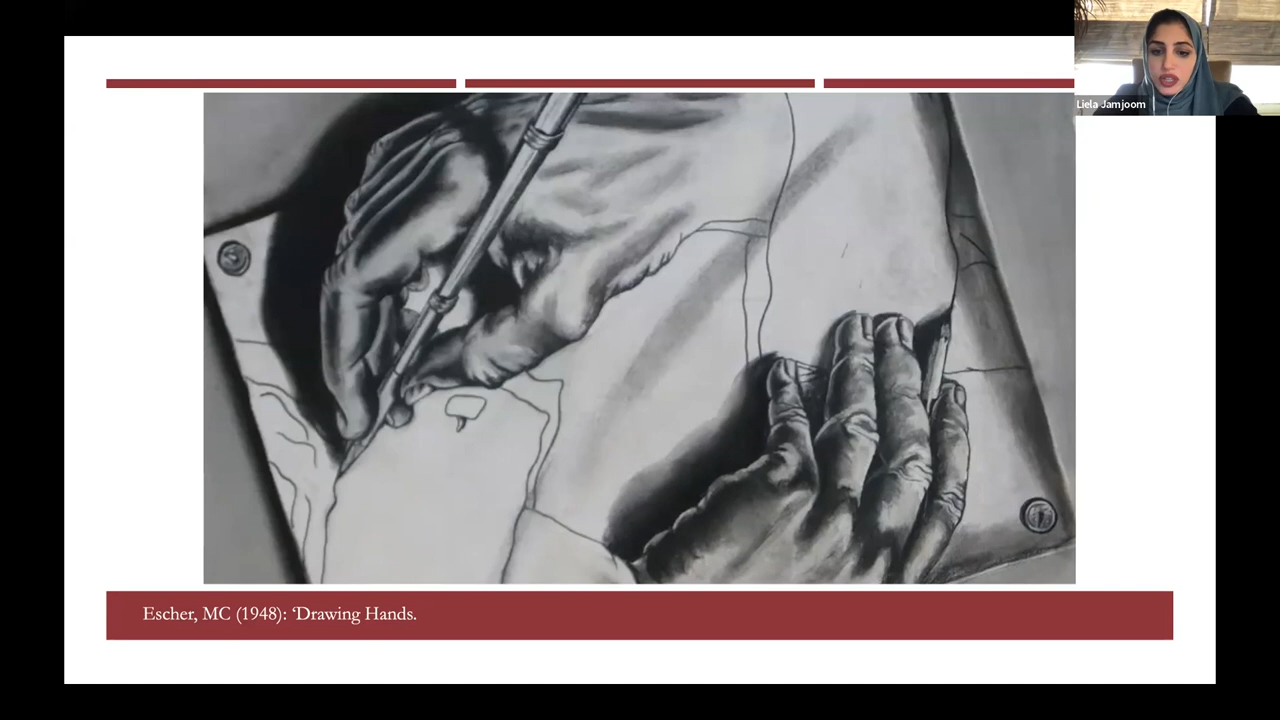 Liela Jamjoom
Escher, MC (1948): ‘Drawing Hands.